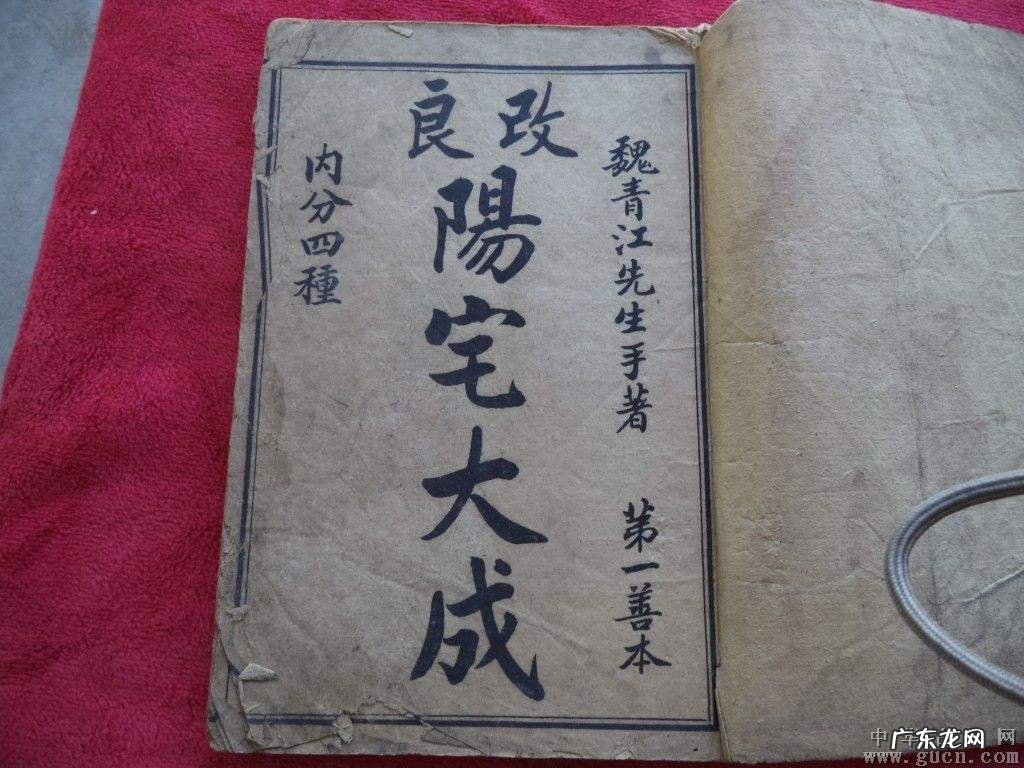 魏青江先生手著 第一善本
改良
陽宅大成
内分四種
广东龙网
www.gucn.com